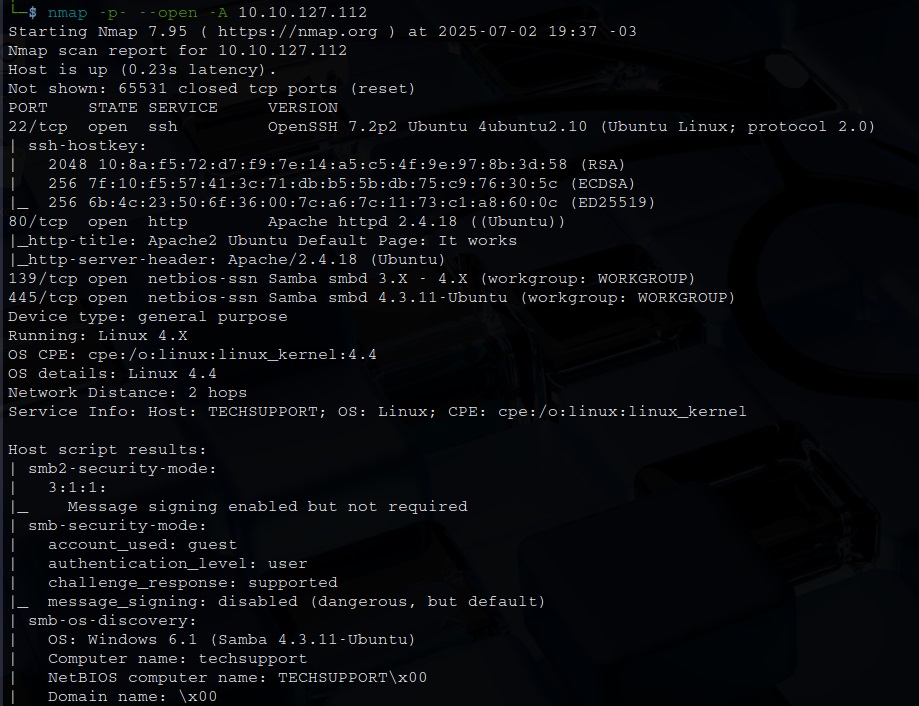 └─$ nmap -p- --open -A 10.10.127.112
Starting Nmap 7.95 ( https://nmap.org ) at 2025-07-02 19:37 -03
Nmap scan report for 10.10.127.112
Host is up (0.23s latency).
Not shown: 65531 closed tcp ports (reset)
PORT    STATE SERVICE     VERSION
22/tcp  open  ssh         OpenSSH 7.2p2 Ubuntu 4ubuntu2.10 (Ubuntu Linux; protocol 2.0)
| ssh-hostkey:
|   2048 10:8a:f5:72:d7:f9:7e:14:a5:c5:4f:9e:97:8b:3d:58 (RSA)
|   256 7f:10:f5:57:41:3c:71:db:b5:5b:db:75:c9:76:30:5c (ECDSA)
|_  256 6b:4c:23:50:6f:36:00:7c:a6:7c:11:73:c1:a8:60:0c (ED25519)
80/tcp  open  http        Apache httpd 2.4.18 ((Ubuntu))
|_http-title: Apache2 Ubuntu Default Page: It works
|_http-server-header: Apache/2.4.18 (Ubuntu)
139/tcp open  netbios-ssn Samba smbd 3.X - 4.X (workgroup: WORKGROUP)
445/tcp open  netbios-ssn Samba smbd 4.3.11-Ubuntu (workgroup: WORKGROUP)
Device type: general purpose
Running: Linux 4.X
OS CPE: cpe:/o:linux:linux_kernel:4.4
OS details: Linux 4.4
Network Distance: 2 hops
Service Info: Host: TECHSUPPORT; OS: Linux; CPE: cpe:/o:linux:linux_kernel

Host script results:
| smb2-security-mode:
|   3:1:1:
|_    Message signing enabled but not required
| smb-security-mode:
|   account_used: guest
|   authentication_level: user
|   challenge_response: supported
|_  message_signing: disabled (dangerous, but default)
| smb-os-discovery:
|   OS: Windows 6.1 (Samba 4.3.11-Ubuntu)
|   Computer name: techsupport
|   NetBIOS computer name: TECHSUPPORT\x00
|   Domain name: \x00